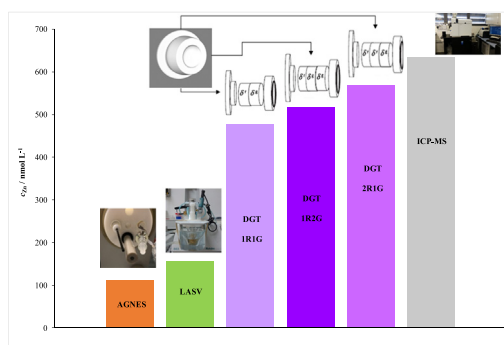 700
600
500
400
300
200
100
0
c Zn / nmol L-1
AGNES
LASV
DGT
1R1G
DGT
1R2G
DGT
2R1G
ICP-MS